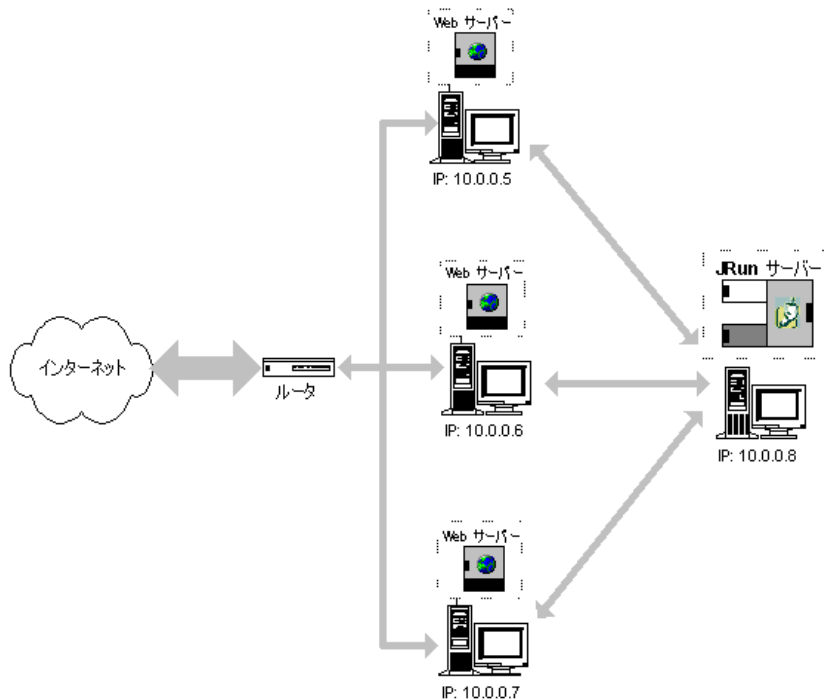 Web サーバー
IP: 10.0.0.5
Web サーバー
JRun サーバー
インターネット
ルータ
IP: 10.0.0.6
IP: 10.0.0.8
Web サーバー
IP: 10.0.0.7